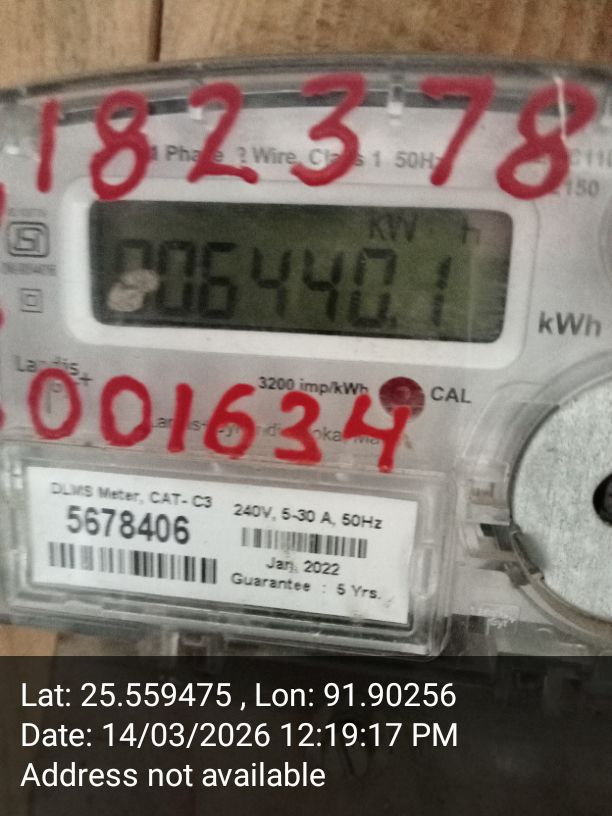 182378
1 Phase 2 Wire, Class 1 50Hz
150
kW h
006440.1
kWh
Landis+
3200 imp/kWh
CAL
001634
DLMS Meter, CAT- C3
5678406
240V, 5-30 A, 50Hz
Jan, 2022
Guarantee : 5 Yrs.
Lat: 25.559475 , Lon: 91.90256
Date: 14/03/2026 12:19:17 PM
Address not available